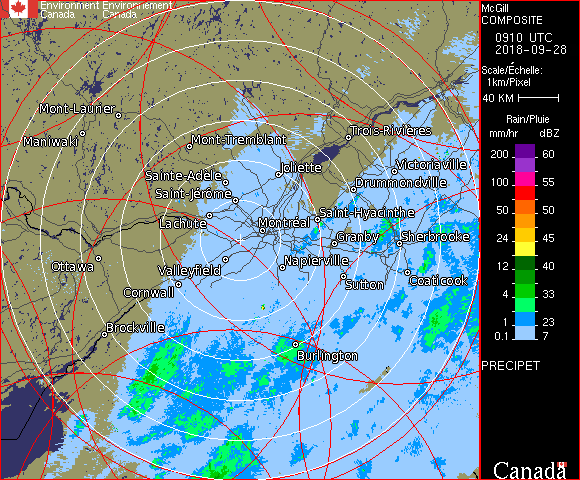 Environment Environnement
Canada Canada
McGill
COMPOSITE
0910 UTC
2018-09-28
Scale/Échelle:
1km/Pixel
40 KM
Rain/Pluie
mm/hr dBZ
200 60
150 57
100 55
50 50
24 45
12 40
4 33
1 23
0.1 7
PRECIPET
Canada
Mont-Laurier
Maniwaki
Mont-Tremblant
Trois-Rivières
Sainte-Adèle
Joliette
Victoriaville
Saint-Jérôme
Drummondville
Lachute
Montréal
Saint-Hyacinthe
Granby
Sherbrooke
Ottawa
Valleyfield
Napierville
Cornwall
Sutton
Coaticook
Brockville
Burlington